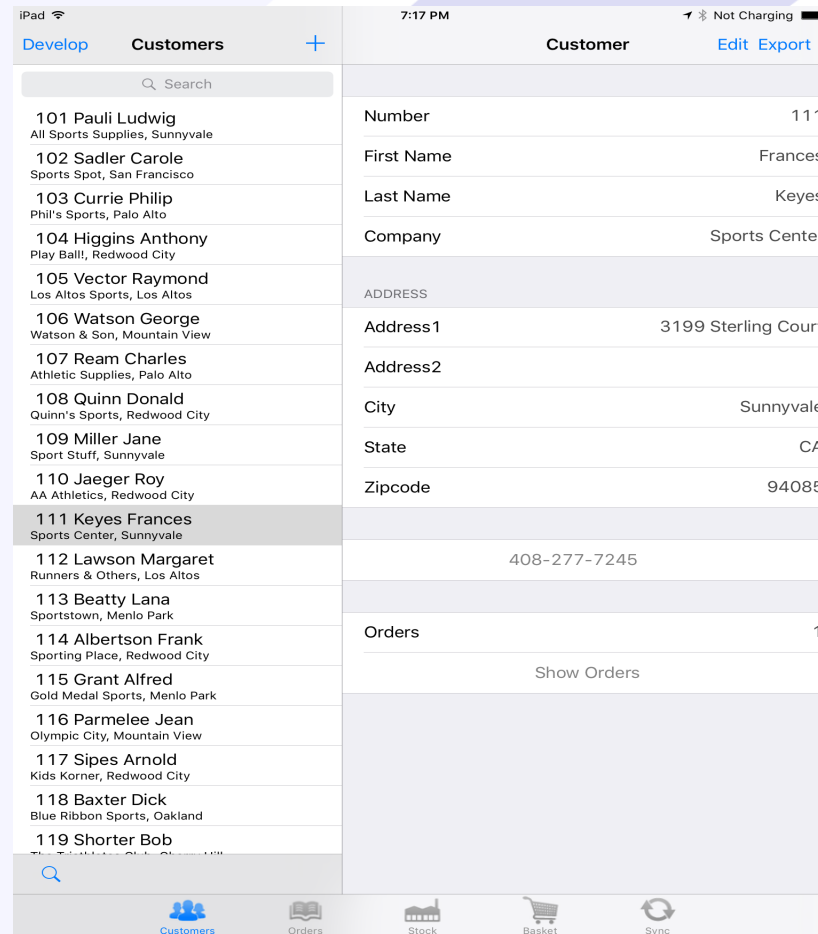 iPad
7:17 PM
Not Charging
Develop
Customers
Customer
Edit Export
Search
101 Pauli Ludwig
All Sports Supplies, Sunnyvale
102 Sadler Carole
Sports Spot, San Francisco
103 Currie Philip
Phil's Sports, Palo Alto
104 Higgins Anthony
Play Ball!, Redwood City
105 Vector Raymond
Los Altos Sports, Los Altos
106 Watson George
Watson & Son, Mountain View
107 Ream Charles
Athletic Supplies, Palo Alto
108 Quinn Donald
Quinn's Sports, Redwood City
109 Miller Jane
Sport Stuff, Sunnyvale
110 Jaeger Roy
AA Athletics, Redwood City
111 Keyes Frances
Sports Center, Sunnyvale
112 Lawson Margaret
Runners & Others, Los Altos
113 Beatty Lana
Sportstown, Menlo Park
114 Albertson Frank
Sporting Place, Redwood City
115 Grant Alfred
Gold Medal Sports, Menlo Park
116 Parmelee Jean
Olympic City, Mountain View
117 Sipes Arnold
Kids Korner, Redwood City
118 Baxter Dick
Blue Ribbon Sports, Oakland
119 Shorter Bob
Number 111
First Name Frances
Last Name Keyes
Company Sports Cente
ADDRESS
Address1 3199 Sterling Cour
Address2
City Sunnyvale
State CA
Zipcode 94085
408-277-7245
Orders 1
Show Orders
Customers
Orders
Stock
Basket
Sync